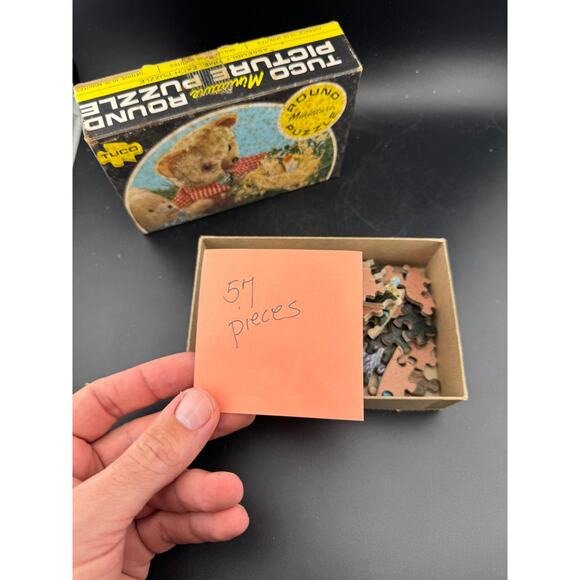 TUCO Miniature ROUND
PICTURE PUZZLE
ROUND
Miniature
PUZZLE
TUCO
57
pieces